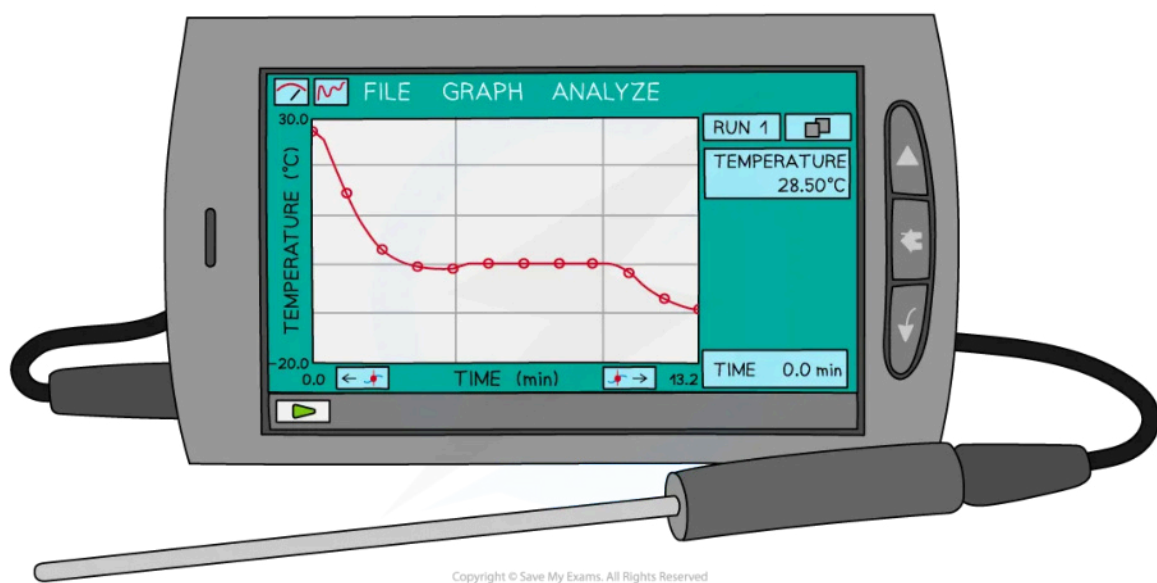 FILE GRAPH ANALYZE
30.0
RUN 1
TEMPERATURE
28.50°C
TEMPERATURE (°C)
-20.0
0.0
TIME (min)
13.2
TIME 0.0 min
Copyright © Save My Exams. All Rights Reserved